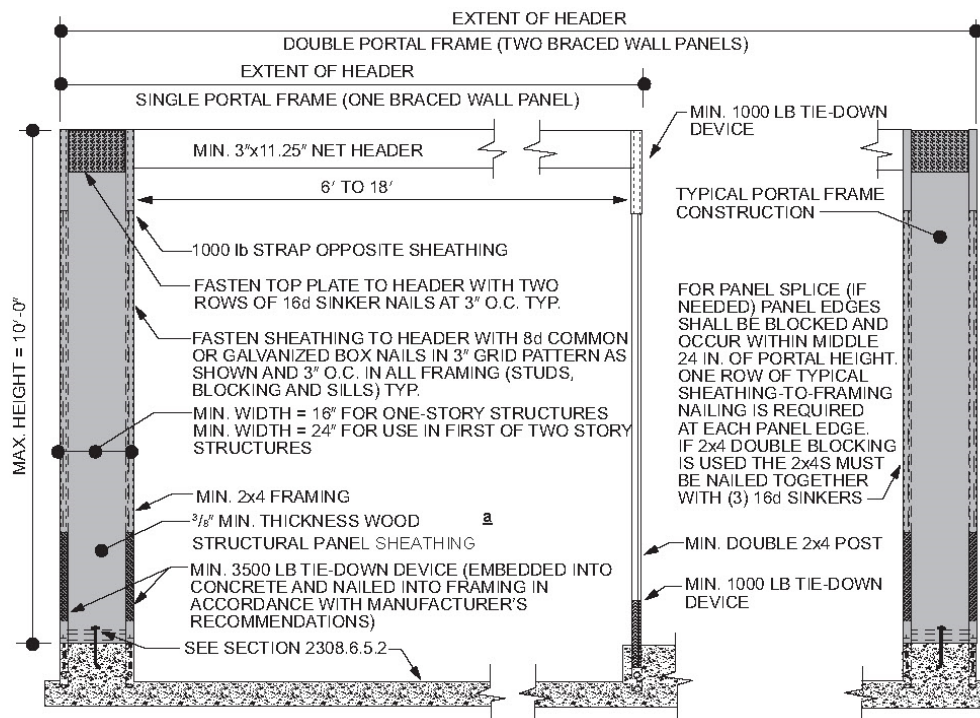 EXTENT OF HEADER
DOUBLE PORTAL FRAME (TWO BRACED WALL PANELS)
EXTENT OF HEADER
SINGLE PORTAL FRAME (ONE BRACED WALL PANEL)
MIN. 1000 LB TIE-DOWN
DEVICE
MIN. 3"x11.25" NET HEADER
6' TO 18'
TYPICAL PORTAL FRAME
CONSTRUCTION
1000 lb STRAP OPPOSITE SHEATHING
FASTEN TOP PLATE TO HEADER WITH TWO
ROWS OF 16d SINKER NAILS AT 3" O.C. TYP.
FASTEN SHEATHING TO HEADER WITH 8d COMMON
OR GALVANIZED BOX NAILS IN 3" GRID PATTERN AS
SHOWN AND 3" O.C. IN ALL FRAMING (STUDS,
BLOCKING AND SILLS) TYP.
MIN. WIDTH = 16" FOR ONE-STORY STRUCTURES
MIN. WIDTH = 24" FOR USE IN FIRST OF TWO STORY
STRUCTURES
MAX. HEIGHT = 10'-0"
FOR PANEL SPLICE (IF
NEEDED) PANEL EDGES
SHALL BE BLOCKED AND
OCCUR WITHIN MIDDLE
24 IN. OF PORTAL HEIGHT.
ONE ROW OF TYPICAL
SHEATHING-TO-FRAMING
NAILING IS REQUIRED
AT EACH PANEL EDGE.
IF 2x4 DOUBLE BLOCKING
IS USED THE 2x4S MUST
BE NAILED TOGETHER
WITH (3) 16d SINKERS
MIN. 2x4 FRAMING
3/8" MIN. THICKNESS WOOD a
STRUCTURAL PANEL SHEATHING
MIN. DOUBLE 2x4 POST
MIN. 3500 LB TIE-DOWN DEVICE (EMBEDDED INTO
CONCRETE AND NAILED INTO FRAMING IN
ACCORDANCE WITH MANUFACTURER'S
RECOMMENDATIONS)
MIN. 1000 LB TIE-DOWN
DEVICE
SEE SECTION 2308.6.5.2